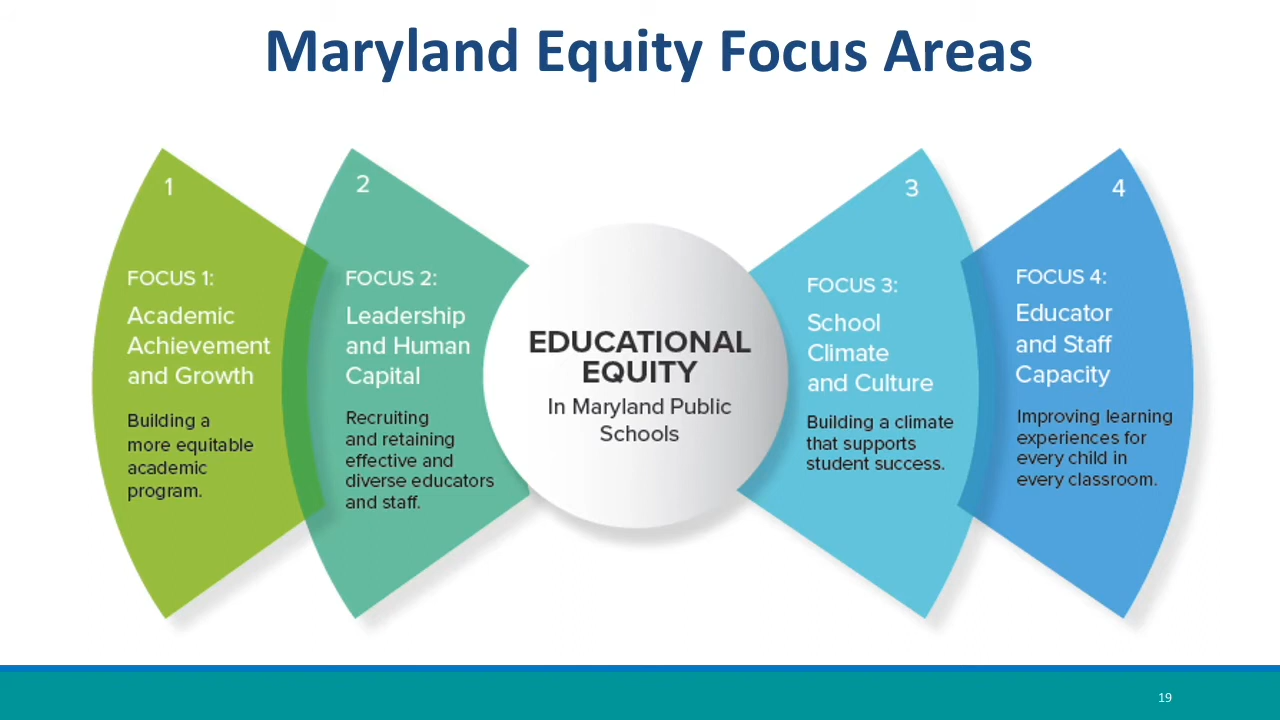 Maryland Equity Focus Areas
1
FOCUS 1:
Academic
Achievement
and Growth
Building a
more equitable
academic
program.
2
FOCUS 2:
Leadership
and Human
Capital
Recruiting
and retaining
effective and
diverse educators
and staff.
EDUCATIONAL
EQUITY
In Maryland Public
Schools
3
FOCUS 3:
School
Climate
and Culture
Building a climate
that supports
student success.
4
FOCUS 4:
Educator
and Staff
Capacity
Improving learning
experiences for
every child in
every classroom.
19